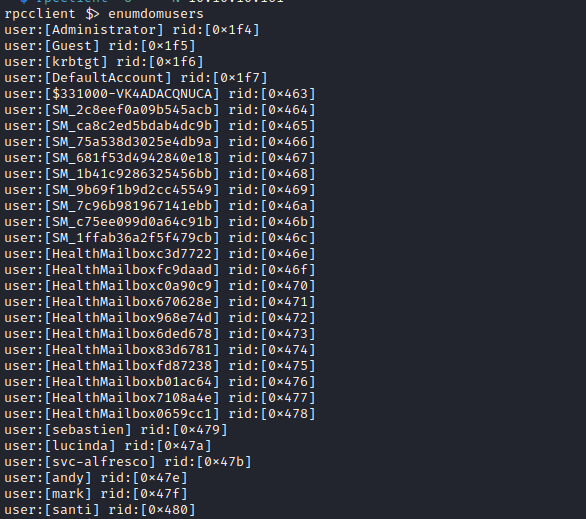 rpcclient $> enumdomusers
user:[Administrator] rid:[0×1f4]
user:[Guest] rid:[0×1f5]
user:[krbtgt] rid:[0×1f6]
user:[DefaultAccount] rid:[0×1f7]
user:[$331000-VK4ADACQNUCA] rid:[0×463]
user:[SM_2c8eef0a09b545acb] rid:[0×464]
user:[SM_ca8c2ed5bdab4dc9b] rid:[0×465]
user:[SM_75a538d3025e4db9a] rid:[0×466]
user:[SM_681f53d4942840e18] rid:[0×467]
user:[SM_1b41c9286325456bb] rid:[0×468]
user:[SM_9b69f1b9d2cc45549] rid:[0×469]
user:[SM_7c96b981967141ebb] rid:[0×46a]
user:[SM_c75ee099d0a64c91b] rid:[0×46b]
user:[SM_1ffab36a2f5f479cb] rid:[0×46c]
user:[HealthMailboxc3d7722] rid:[0×46e]
user:[HealthMailboxfc9daad] rid:[0×46f]
user:[HealthMailboxc0a90c9] rid:[0×470]
user:[HealthMailbox670628e] rid:[0×471]
user:[HealthMailbox968e74d] rid:[0×472]
user:[HealthMailbox6ded678] rid:[0×473]
user:[HealthMailbox83d6781] rid:[0×474]
user:[HealthMailboxfd87238] rid:[0×475]
user:[HealthMailboxb01ac64] rid:[0×476]
user:[HealthMailbox7108a4e] rid:[0×477]
user:[HealthMailbox0659cc1] rid:[0×478]
user:[sebastien] rid:[0×479]
user:[lucinda] rid:[0×47a]
user:[svc-alfresco] rid:[0×47b]
user:[andy] rid:[0×47e]
user:[mark] rid:[0×47f]
user:[santi] rid:[0×480]